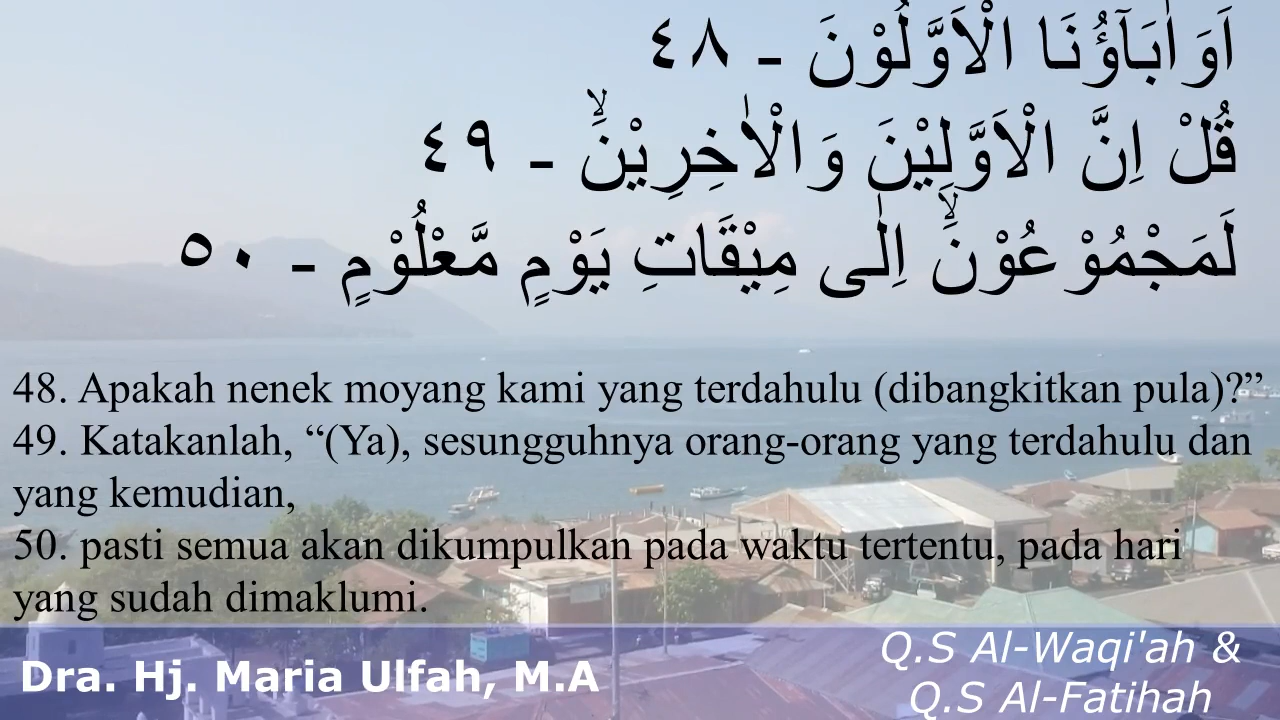 اَوَاٰبَاۤؤُنَا الْاَوَّلُوْنَ - ٤٨
قُلْ اِنَّ الْاَوَّلِيْنَ وَالْاٰخِرِيْنَۙ - ٤٩
لَمَجْمُوْعُوْنَۙ اِلٰى مِيْقَاتِ يَوْمٍ مَّعْلُوْمٍ - ٥٠
48. Apakah nenek moyang kami yang terdahulu (dibangkitkan pula)?”
49. Katakanlah, “(Ya), sesungguhnya orang-orang yang terdahulu dan
yang kemudian,
50. pasti semua akan dikumpulkan pada waktu tertentu, pada hari
yang sudah dimaklumi.
Dra. Hj. Maria Ulfah, M.A
Q.S Al-Waqi'ah &
Q.S Al-Fatihah